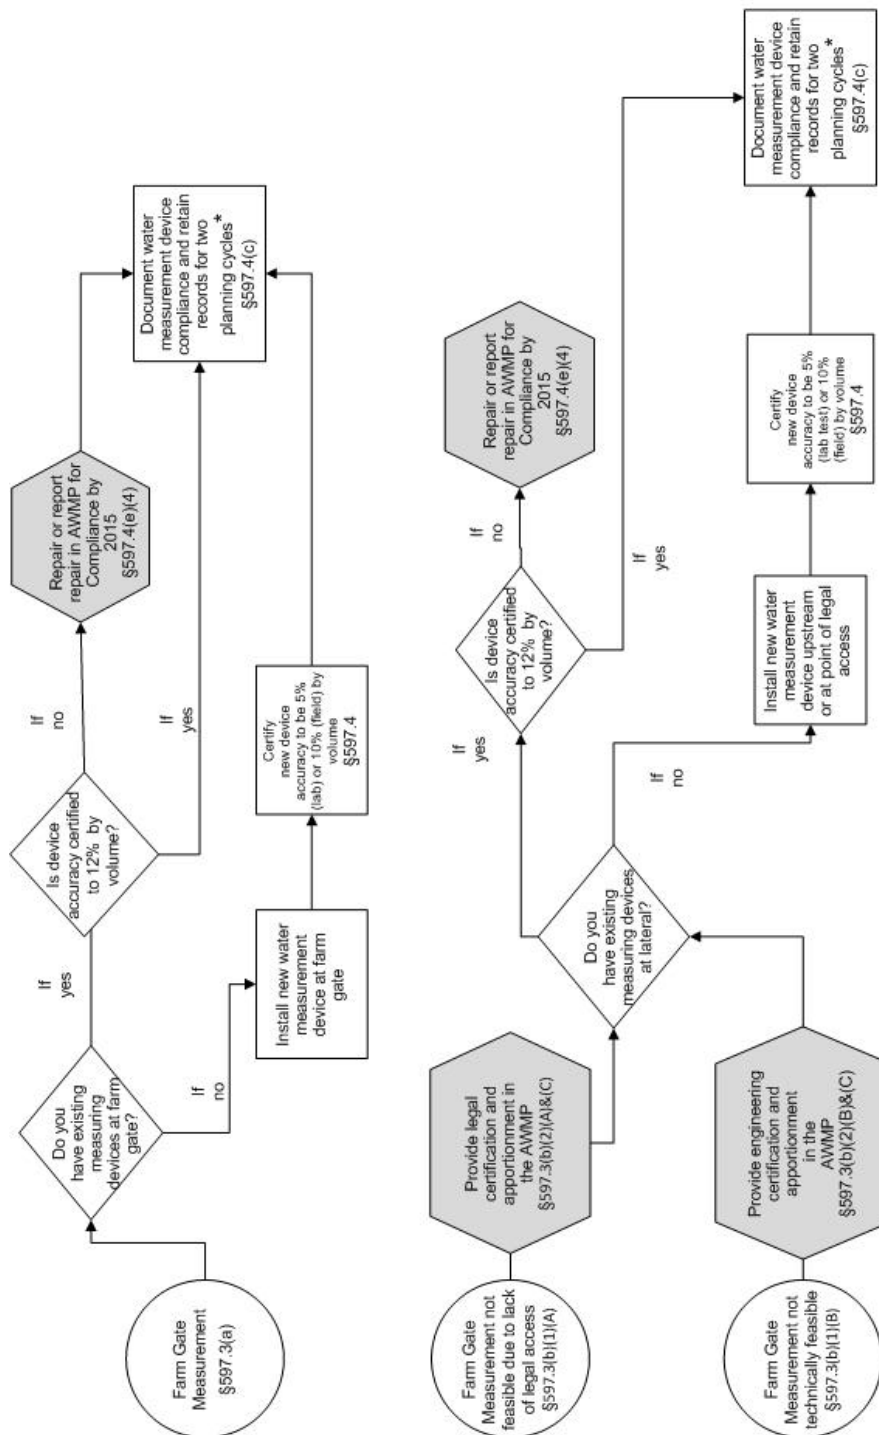 Farm Gate
Measurement
§597.3(a)
Do you
have existing
measuring
devices at farm
gate?
If
yes
If
no
Is device
accuracy certified
to 12% by
volume?
If
no
If
yes
Repair or report
repair in AWMP for
Compliance by
2015
§597.4(e)(4)
Install new water
measurement
device at farm
gate
Certify
new device
accuracy to be 5%
(lab) or 10% (field) by
volume
§597.4
Document water
measurement device
compliance and retain
records for two
planning cycles*
§597.4(c)
Farm Gate
Measurement not
feasible due to lack
of legal access
§597.3(b)(1)(A)
Provide legal
certification and
apportionment in
the AWMP
§597.3(b)(2)(A)&(C)
Farm Gate
Measurement not
technically feasible
§597.3(b)(1)(B)
Provide engineering
certification and
apportionment
in the
AWMP
§597.3(b)(2)(B)&(C)
Do you
have existing
measuring devices
at lateral?
If
yes
If
no
Is device
accuracy certified
to 12% by
volume?
If
no
If
yes
Repair or report
repair in AWMP for
Compliance by
2015
§597.4(e)(4)
Install new water
measurement
device upstream
or at point of legal
access
Certify
new device
accuracy to be 5%
(lab test) or 10%
(field) by volume
§597.4
Document water
measurement device
compliance and retain
records for two
planning cycles*
§597.4(c)